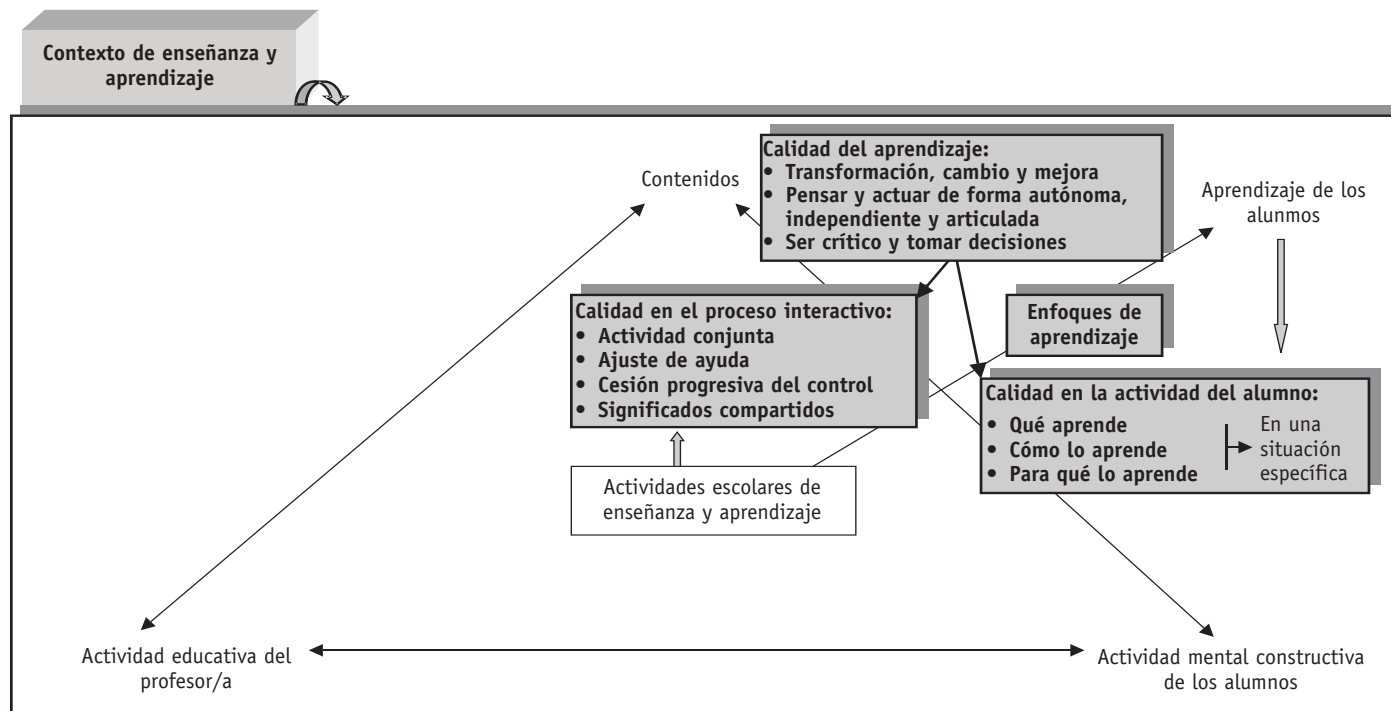 Contexto de enseñanza y
aprendizaje
Calidad del aprendizaje:
• Transformación, cambio y mejora
• Pensar y actuar de forma autónoma,
independiente y articulada
• Ser crítico y tomar decisiones
Contenidos
Aprendizaje de los
alunmos
Calidad en el proceso interactivo:
• Actividad conjunta
• Ajuste de ayuda
• Cesión progresiva del control
• Significados compartidos
Enfoques de
aprendizaje
Calidad en la actividad del alumno:
• Qué aprende
• Cómo lo aprende
• Para qué lo aprende
En una
situación
específica
Actividades escolares de
enseñanza y aprendizaje
Actividad educativa del
profesor/a
Actividad mental constructiva
de los alumnos